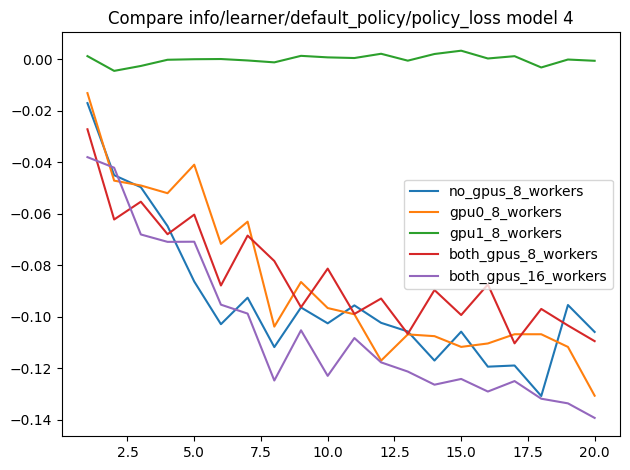 Compare info/learner/default_policy/policy_loss model 4
0.00
−0.02
−0.04
−0.06
−0.08
−0.10
−0.12
−0.14
no_gpus_8_workers
gpu0_8_workers
gpu1_8_workers
both_gpus_8_workers
both_gpus_16_workers
2.5 5.0 7.5 10.0 12.5 15.0 17.5 20.0